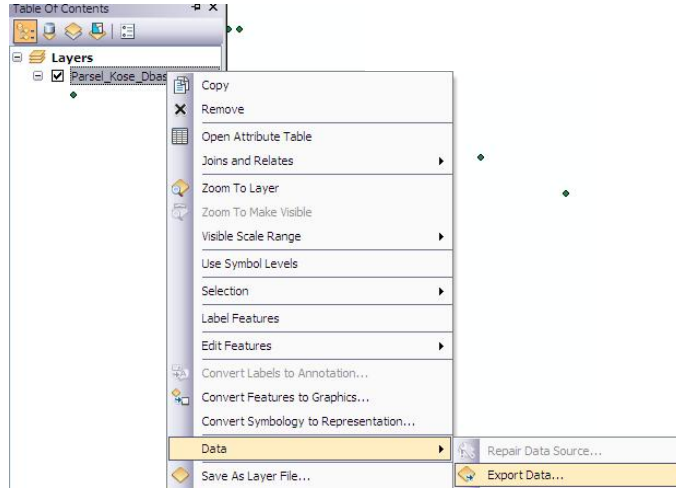 Table Of Contents
Layers
Parsel_Kose_Dbas
Copy
Remove
Open Attribute Table
Joins and Relates
Zoom To Layer
Zoom To Make Visible
Visible Scale Range
Use Symbol Levels
Selection
Label Features
Edit Features
Convert Labels to Annotation...
Convert Features to Graphics...
Convert Symbology to Representation...
Data
Repair Data Source...
Save As Layer File...
Export Data...